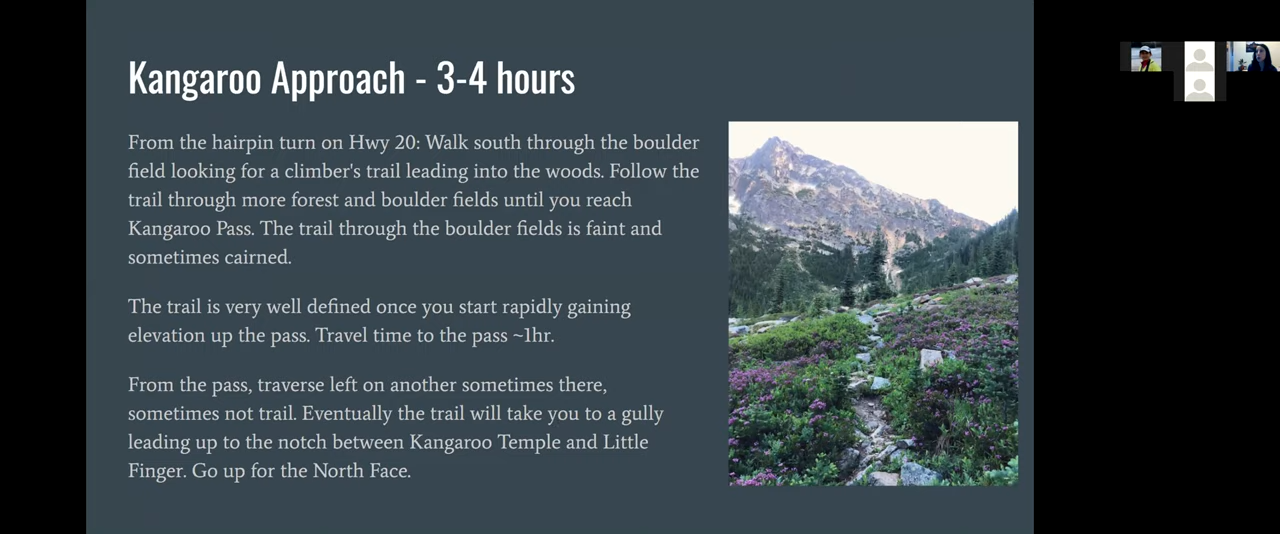 Kangaroo Approach - 3-4 hours
From the hairpin turn on Hwy 20: Walk south through the boulder
field looking for a climber's trail leading into the woods. Follow the
trail through more forest and boulder fields until you reach
Kangaroo Pass. The trail through the boulder fields is faint and
sometimes cairned.
The trail is very well defined once you start rapidly gaining
elevation up the pass. Travel time to the pass ~1hr.
From the pass, traverse left on another sometimes there,
sometimes not trail. Eventually the trail will take you to a gully
leading up to the notch between Kangaroo Temple and Little
Finger. Go up for the North Face.